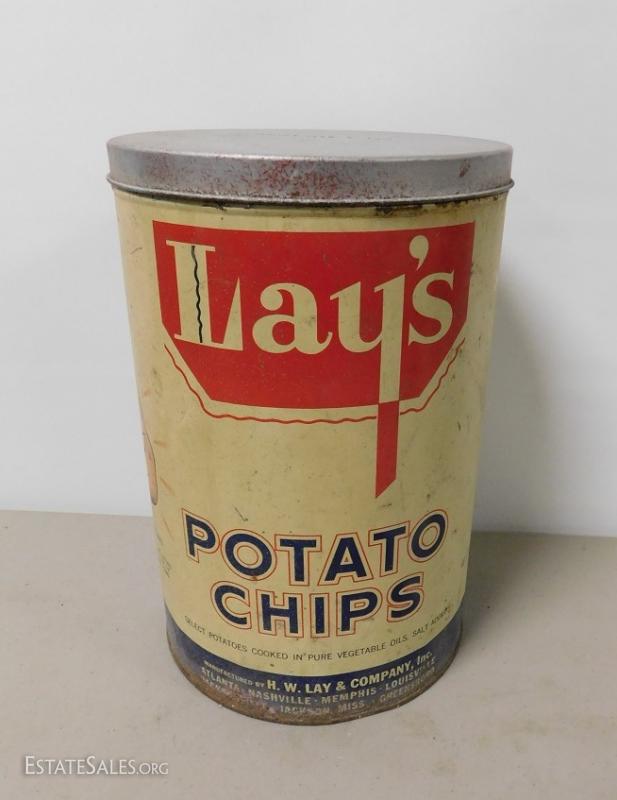 Lay's
POTATO
CHIPS
SELECT POTATOES COOKED IN PURE VEGETABLE OILS, SALT ADDED
MANUFACTURED BY H. W. LAY & COMPANY, Inc.
ATLANTA - NASHVILLE - MEMPHIS - LOUISVILLE
JACKSON, MISS. - GREENSBORO
ESTATESALES.ORG